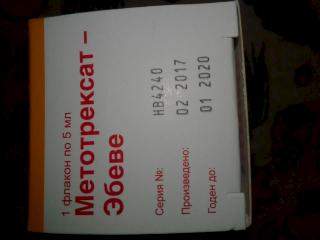 1 флакон по 5 мл
Метотрексат –
Эбеве
Серия №: HB4240
Произведено: 02 2017
Годен до: 01 2020